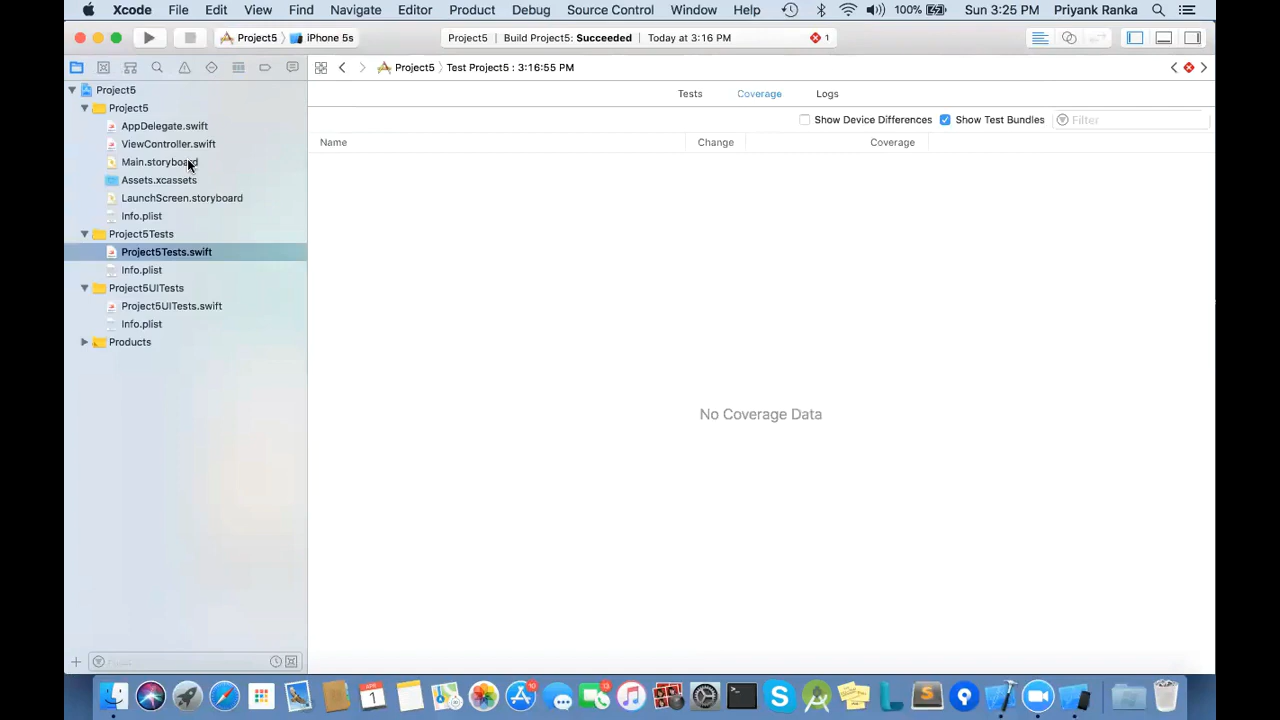 Xcode File Edit View Find Navigate Editor Product Debug Source Control Window Help 100% Sun 3:25 PM Priyank Ranka
Project5 iPhone 5s Project5 | Build Project5: Succeeded | Today at 3:16 PM 1
Project5 Test Project5 : 3:16:55 PM
Project5
Project5
AppDelegate.swift
ViewController.swift
Main.storyboard
Assets.xcassets
LaunchScreen.storyboard
Info.plist
Project5Tests
Project5Tests.swift
Info.plist
Project5UITests
Project5UITests.swift
Info.plist
Products
Tests Coverage Logs
Show Device Differences Show Test Bundles Filter
Name Change Coverage
No Coverage Data
APR
1